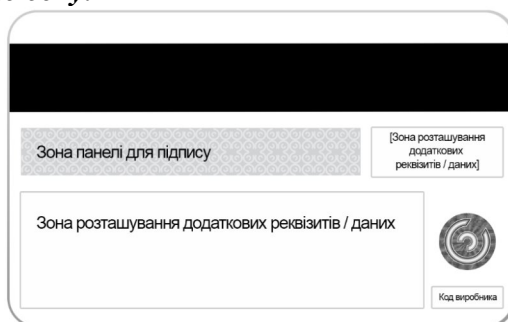 Зона панелі для підпису
[Зона розташування
додаткових
реквізитів / даних]
Зона розташування додаткових реквізитів / даних
Код виробника